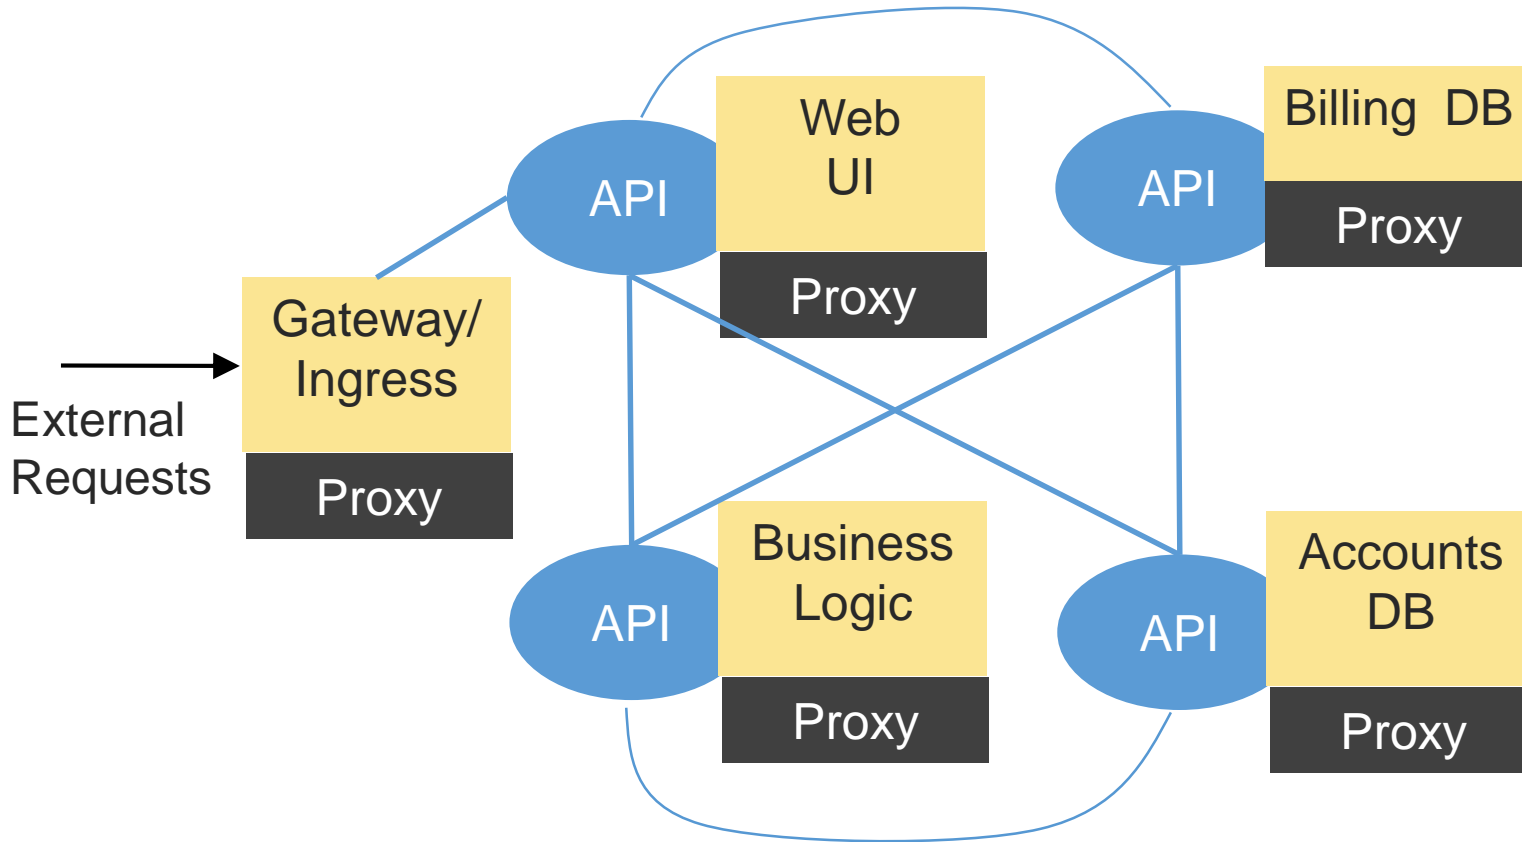 Web
UI
API
Proxy
Billing DB
API
Proxy
Gateway/
Ingress
Proxy
External
Requests
Business
Logic
API
Proxy
Accounts
DB
API
Proxy